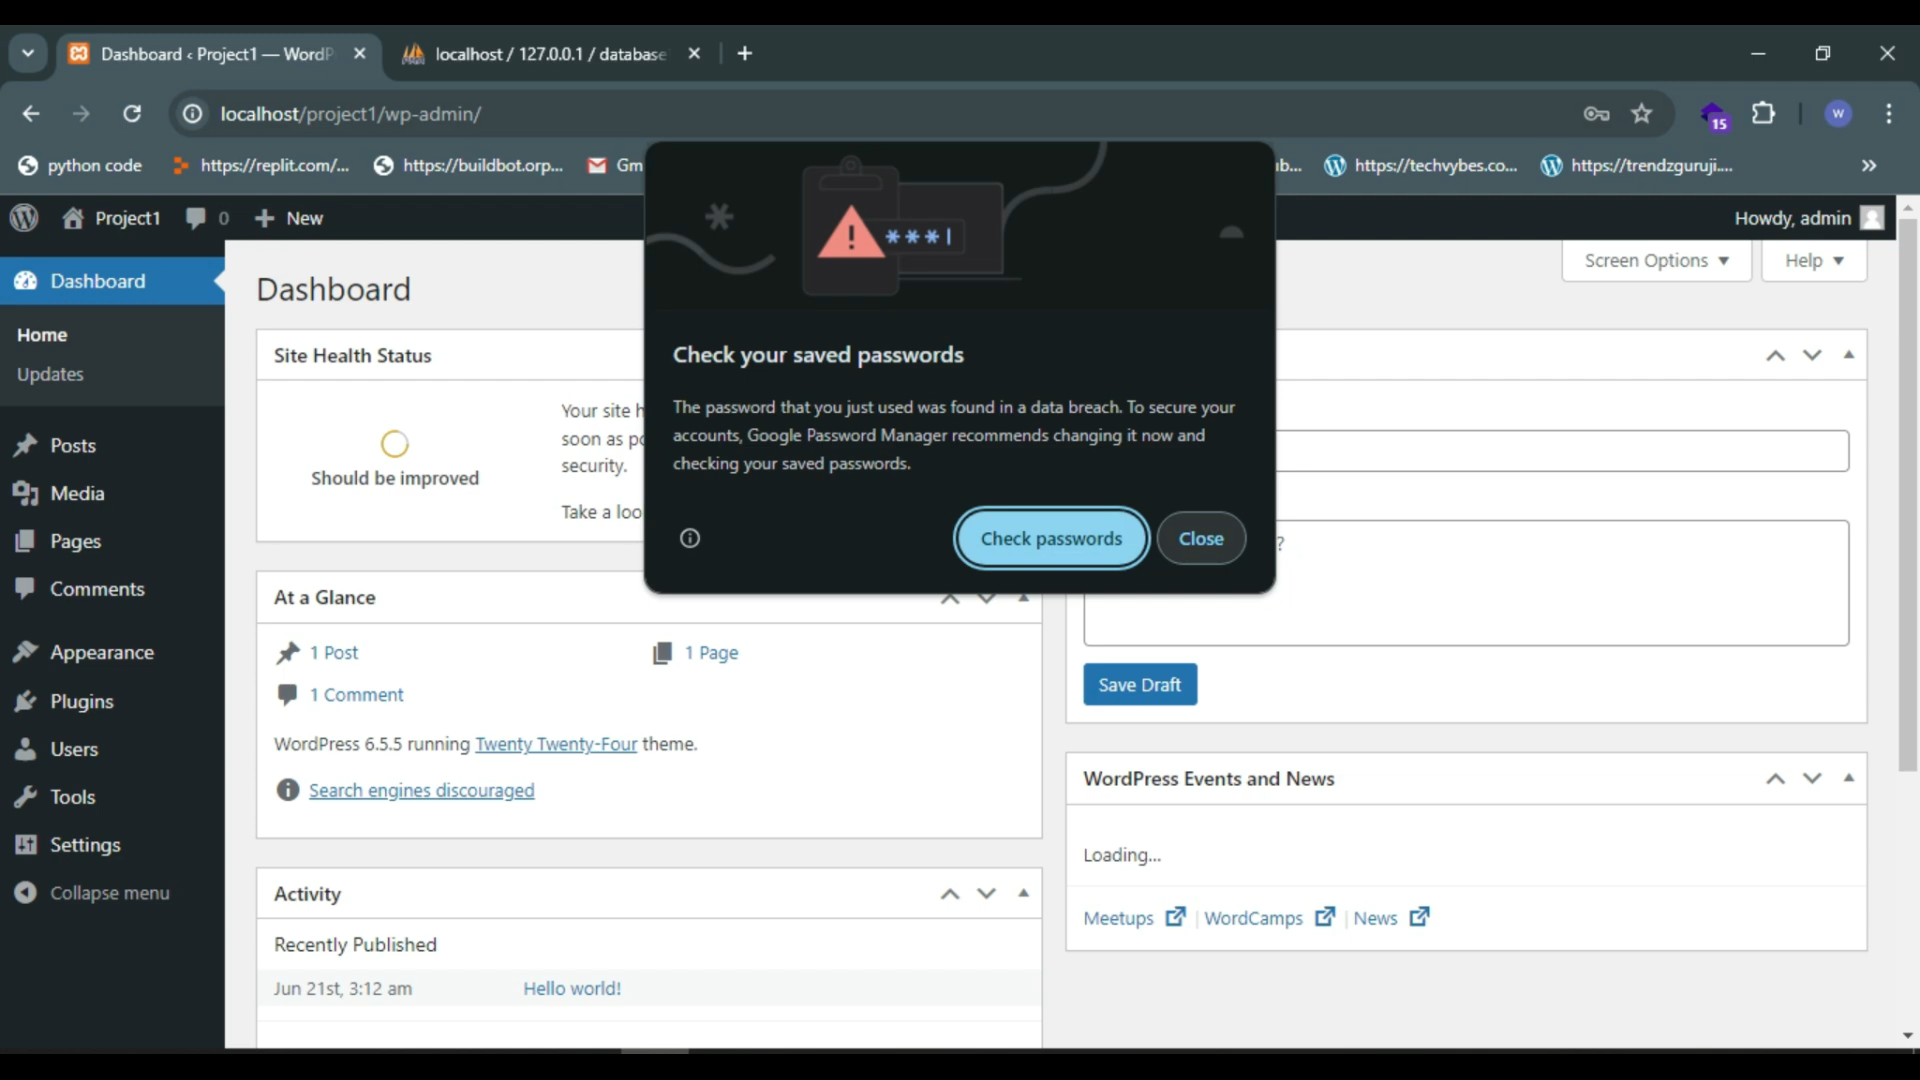 Dashboard ‹ Project1 — WordP
localhost / 127.0.0.1 / database
localhost/project1/wp-admin/
15
W
python code
https://replit.com/...
https://buildbot.orp...
Gm
https://techvybes.co...
https://trendzguruji....
Project1
0
New
Howdy, admin
Dashboard
Home
Updates
Posts
Media
Pages
Comments
Appearance
Plugins
Users
Tools
Settings
Collapse menu
Dashboard
Screen Options
Help
Site Health Status
Should be improved
Your site h
soon as po
security.
Take a loo
***|
Check your saved passwords
The password that you just used was found in a data breach. To secure your
accounts, Google Password Manager recommends changing it now and
checking your saved passwords.
Check passwords
Close
?
At a Glance
1 Post
1 Page
1 Comment
WordPress 6.5.5 running Twenty Twenty-Four theme.
Search engines discouraged
Activity
Recently Published
Jun 21st, 3:12 am
Hello world!
Save Draft
WordPress Events and News
Loading...
Meetups | WordCamps | News